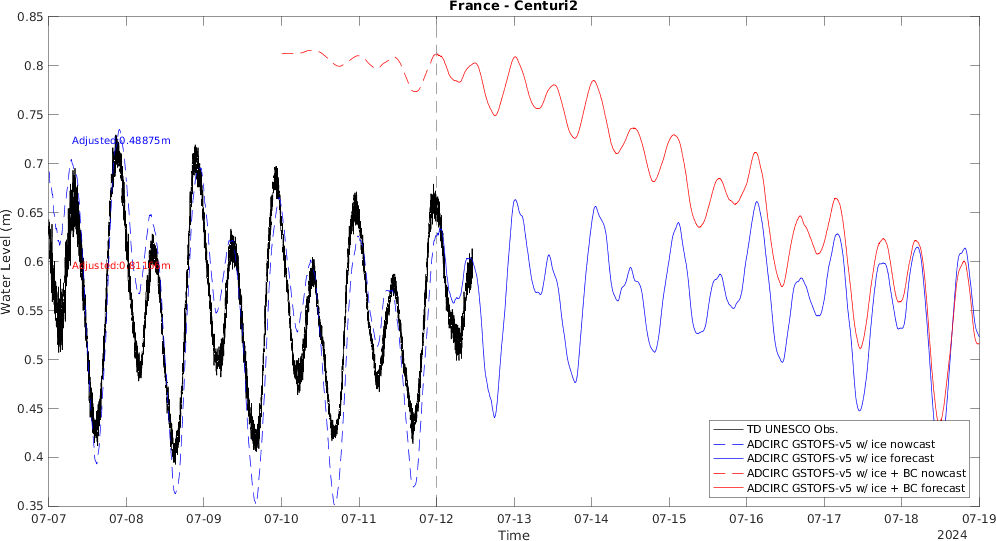 France - Centuri2
0.85
0.8
0.75
0.7
0.65
0.6
0.55
0.5
0.45
0.4
0.35
Water Level (m)
Adjusted:0.48875m
TD UNESCO Obs.
ADCIRC GSTOFS-v5 w/ ice nowcast
ADCIRC GSTOFS-v5 w/ ice forecast
ADCIRC GSTOFS-v5 w/ ice + BC nowcast
ADCIRC GSTOFS-v5 w/ ice + BC forecast
07-07 07-08 07-09 07-10 07-11 07-12 07-13 07-14 07-15 07-16 07-17 07-18 07-19
Time
2024